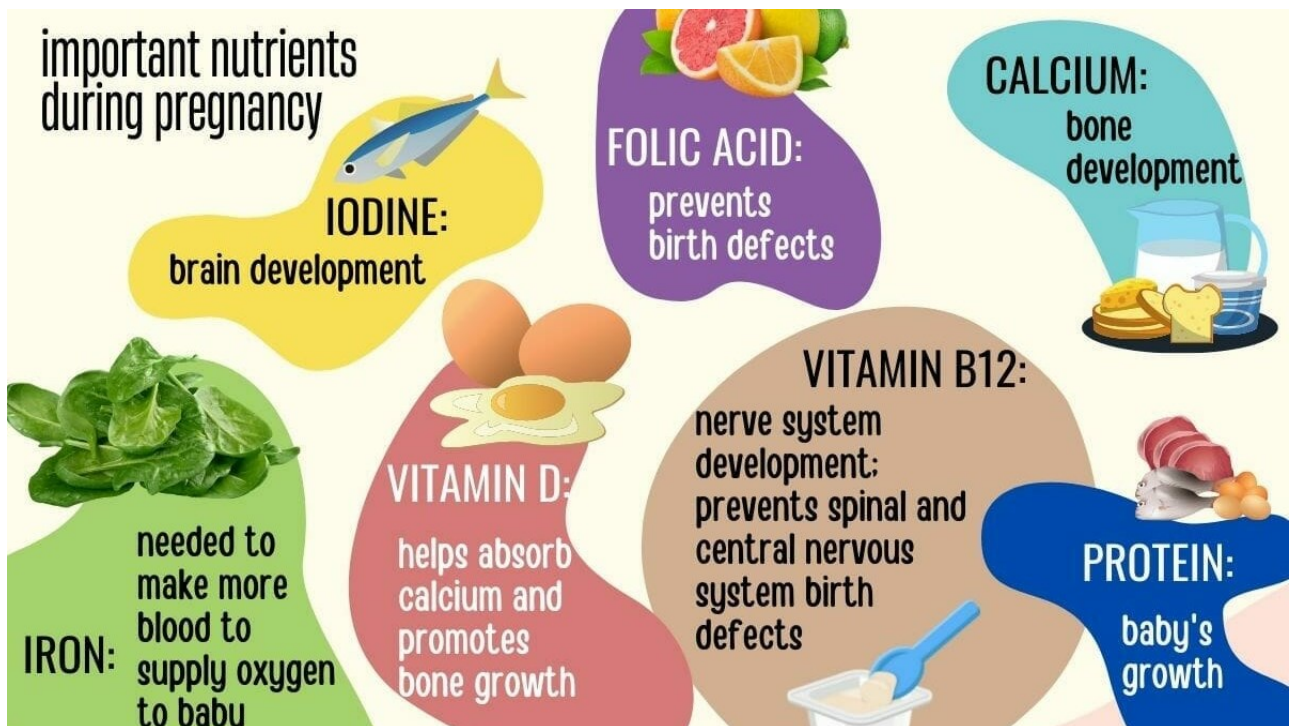 important nutrients
during pregnancy
IODINE:
brain development
FOLIC ACID:
prevents
birth defects
CALCIUM:
bone
development
IRON:
needed to
make more
blood to
supply oxygen
to baby
VITAMIN D:
helps absorb
calcium and
promotes
bone growth
VITAMIN B12:
nerve system
development;
prevents spinal and
central nervous
system birth
defects
PROTEIN:
baby's
growth